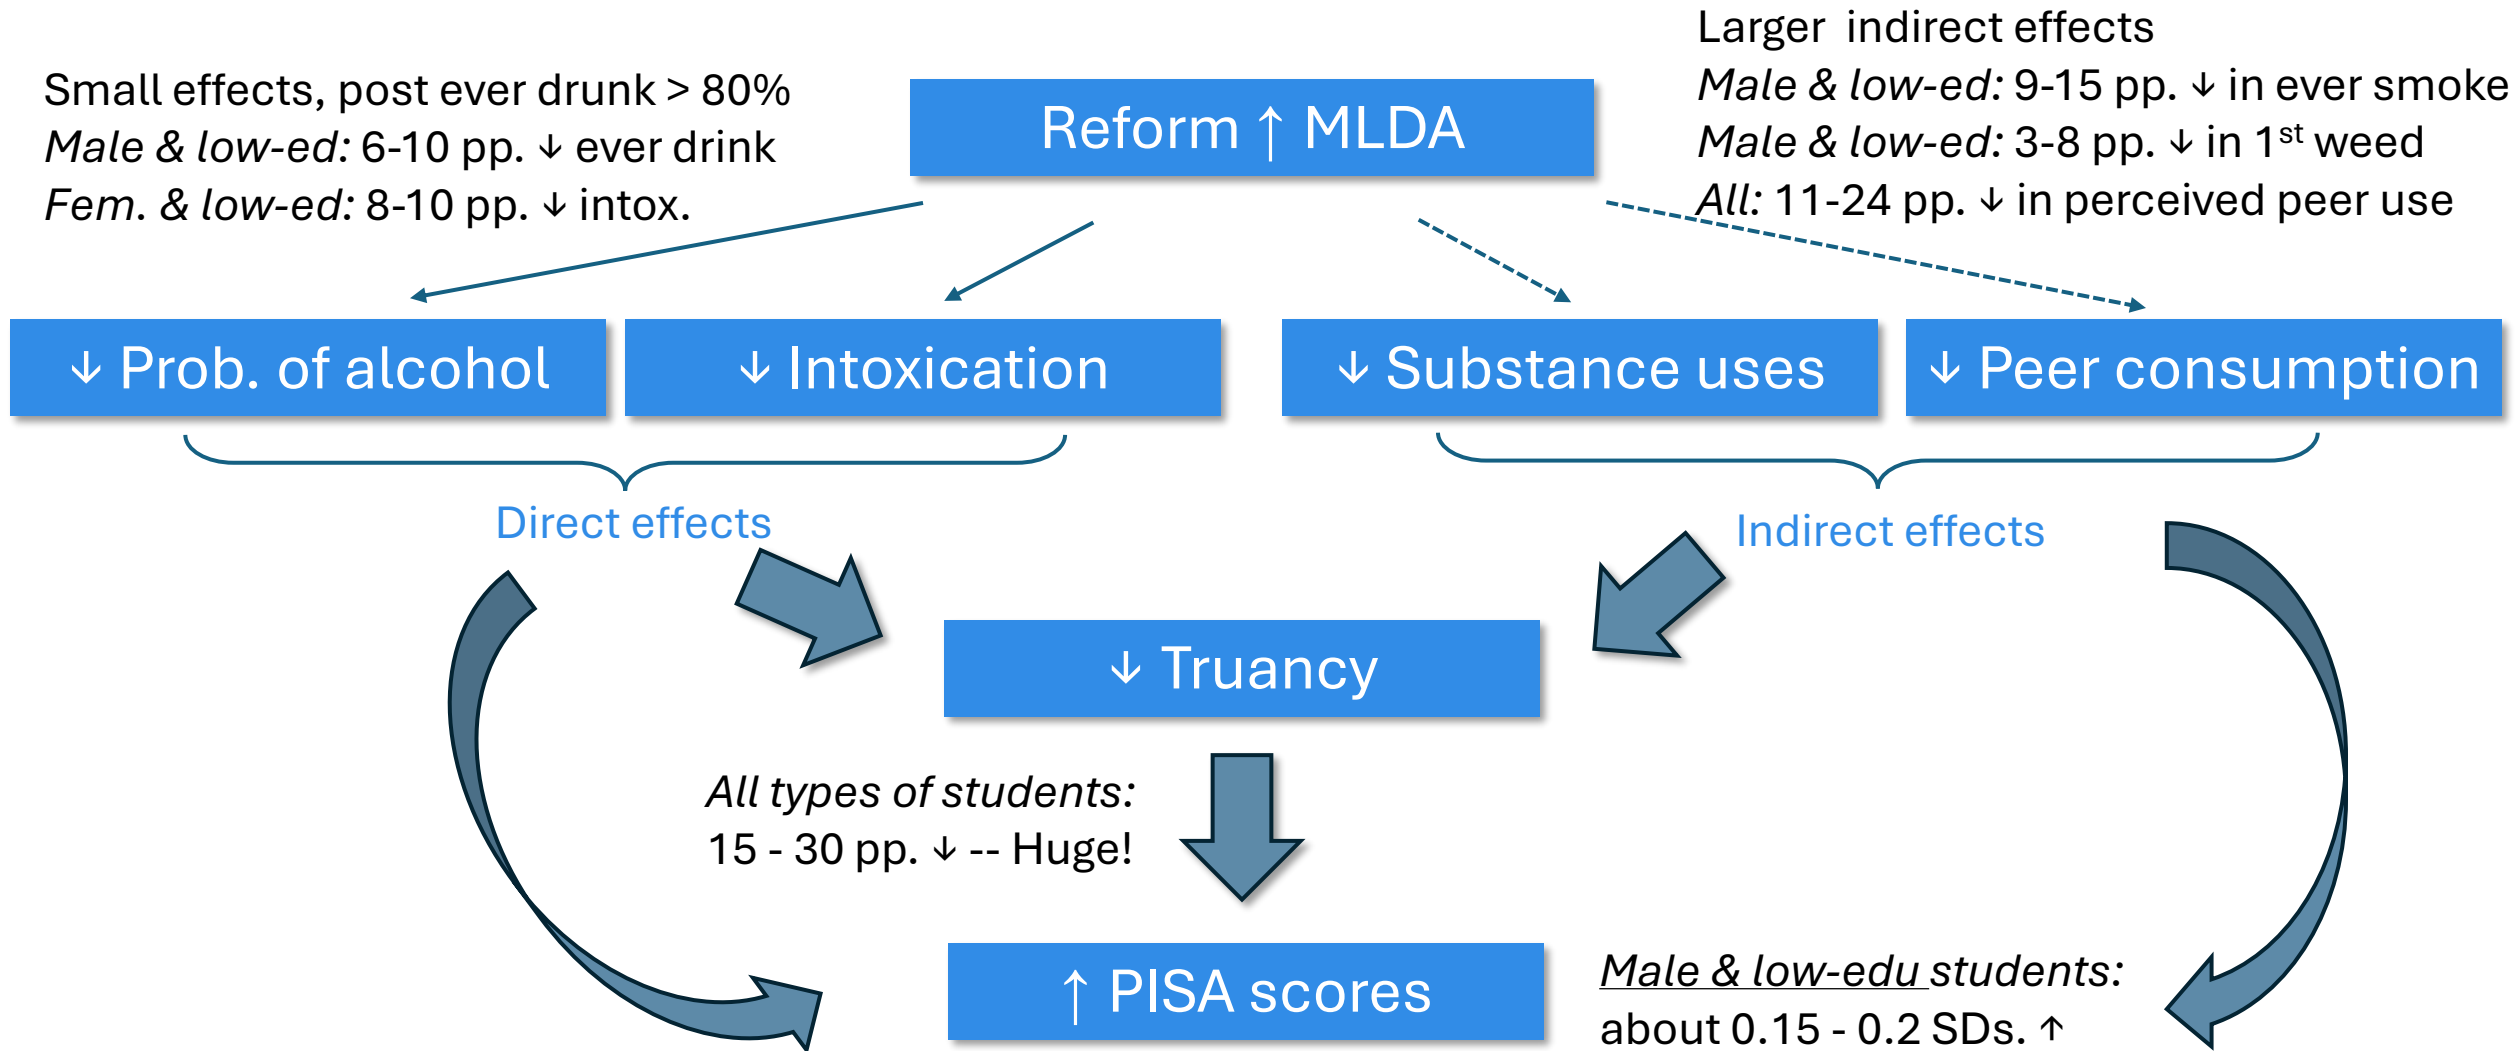 Small effects, post ever drunk > 80%
Male & low-ed: 6-10 pp. ↓ ever drink
Fem. & low-ed: 8-10 pp. ↓ intox.
Reform ↑ MLDA
Larger indirect effects
Male & low-ed: 9-15 pp. ↓ in ever smoke
Male & low-ed: 3-8 pp. ↓ in 1st weed
All: 11-24 pp. ↓ in perceived peer use
↓ Prob. of alcohol
↓ Intoxication
↓ Substance uses
↓ Peer consumption
Direct effects
Indirect effects
↓ Truancy
All types of students:
15 - 30 pp. ↓ -- Huge!
↑ PISA scores
Male & low-edu students:
about 0.15 - 0.2 SDs. ↑